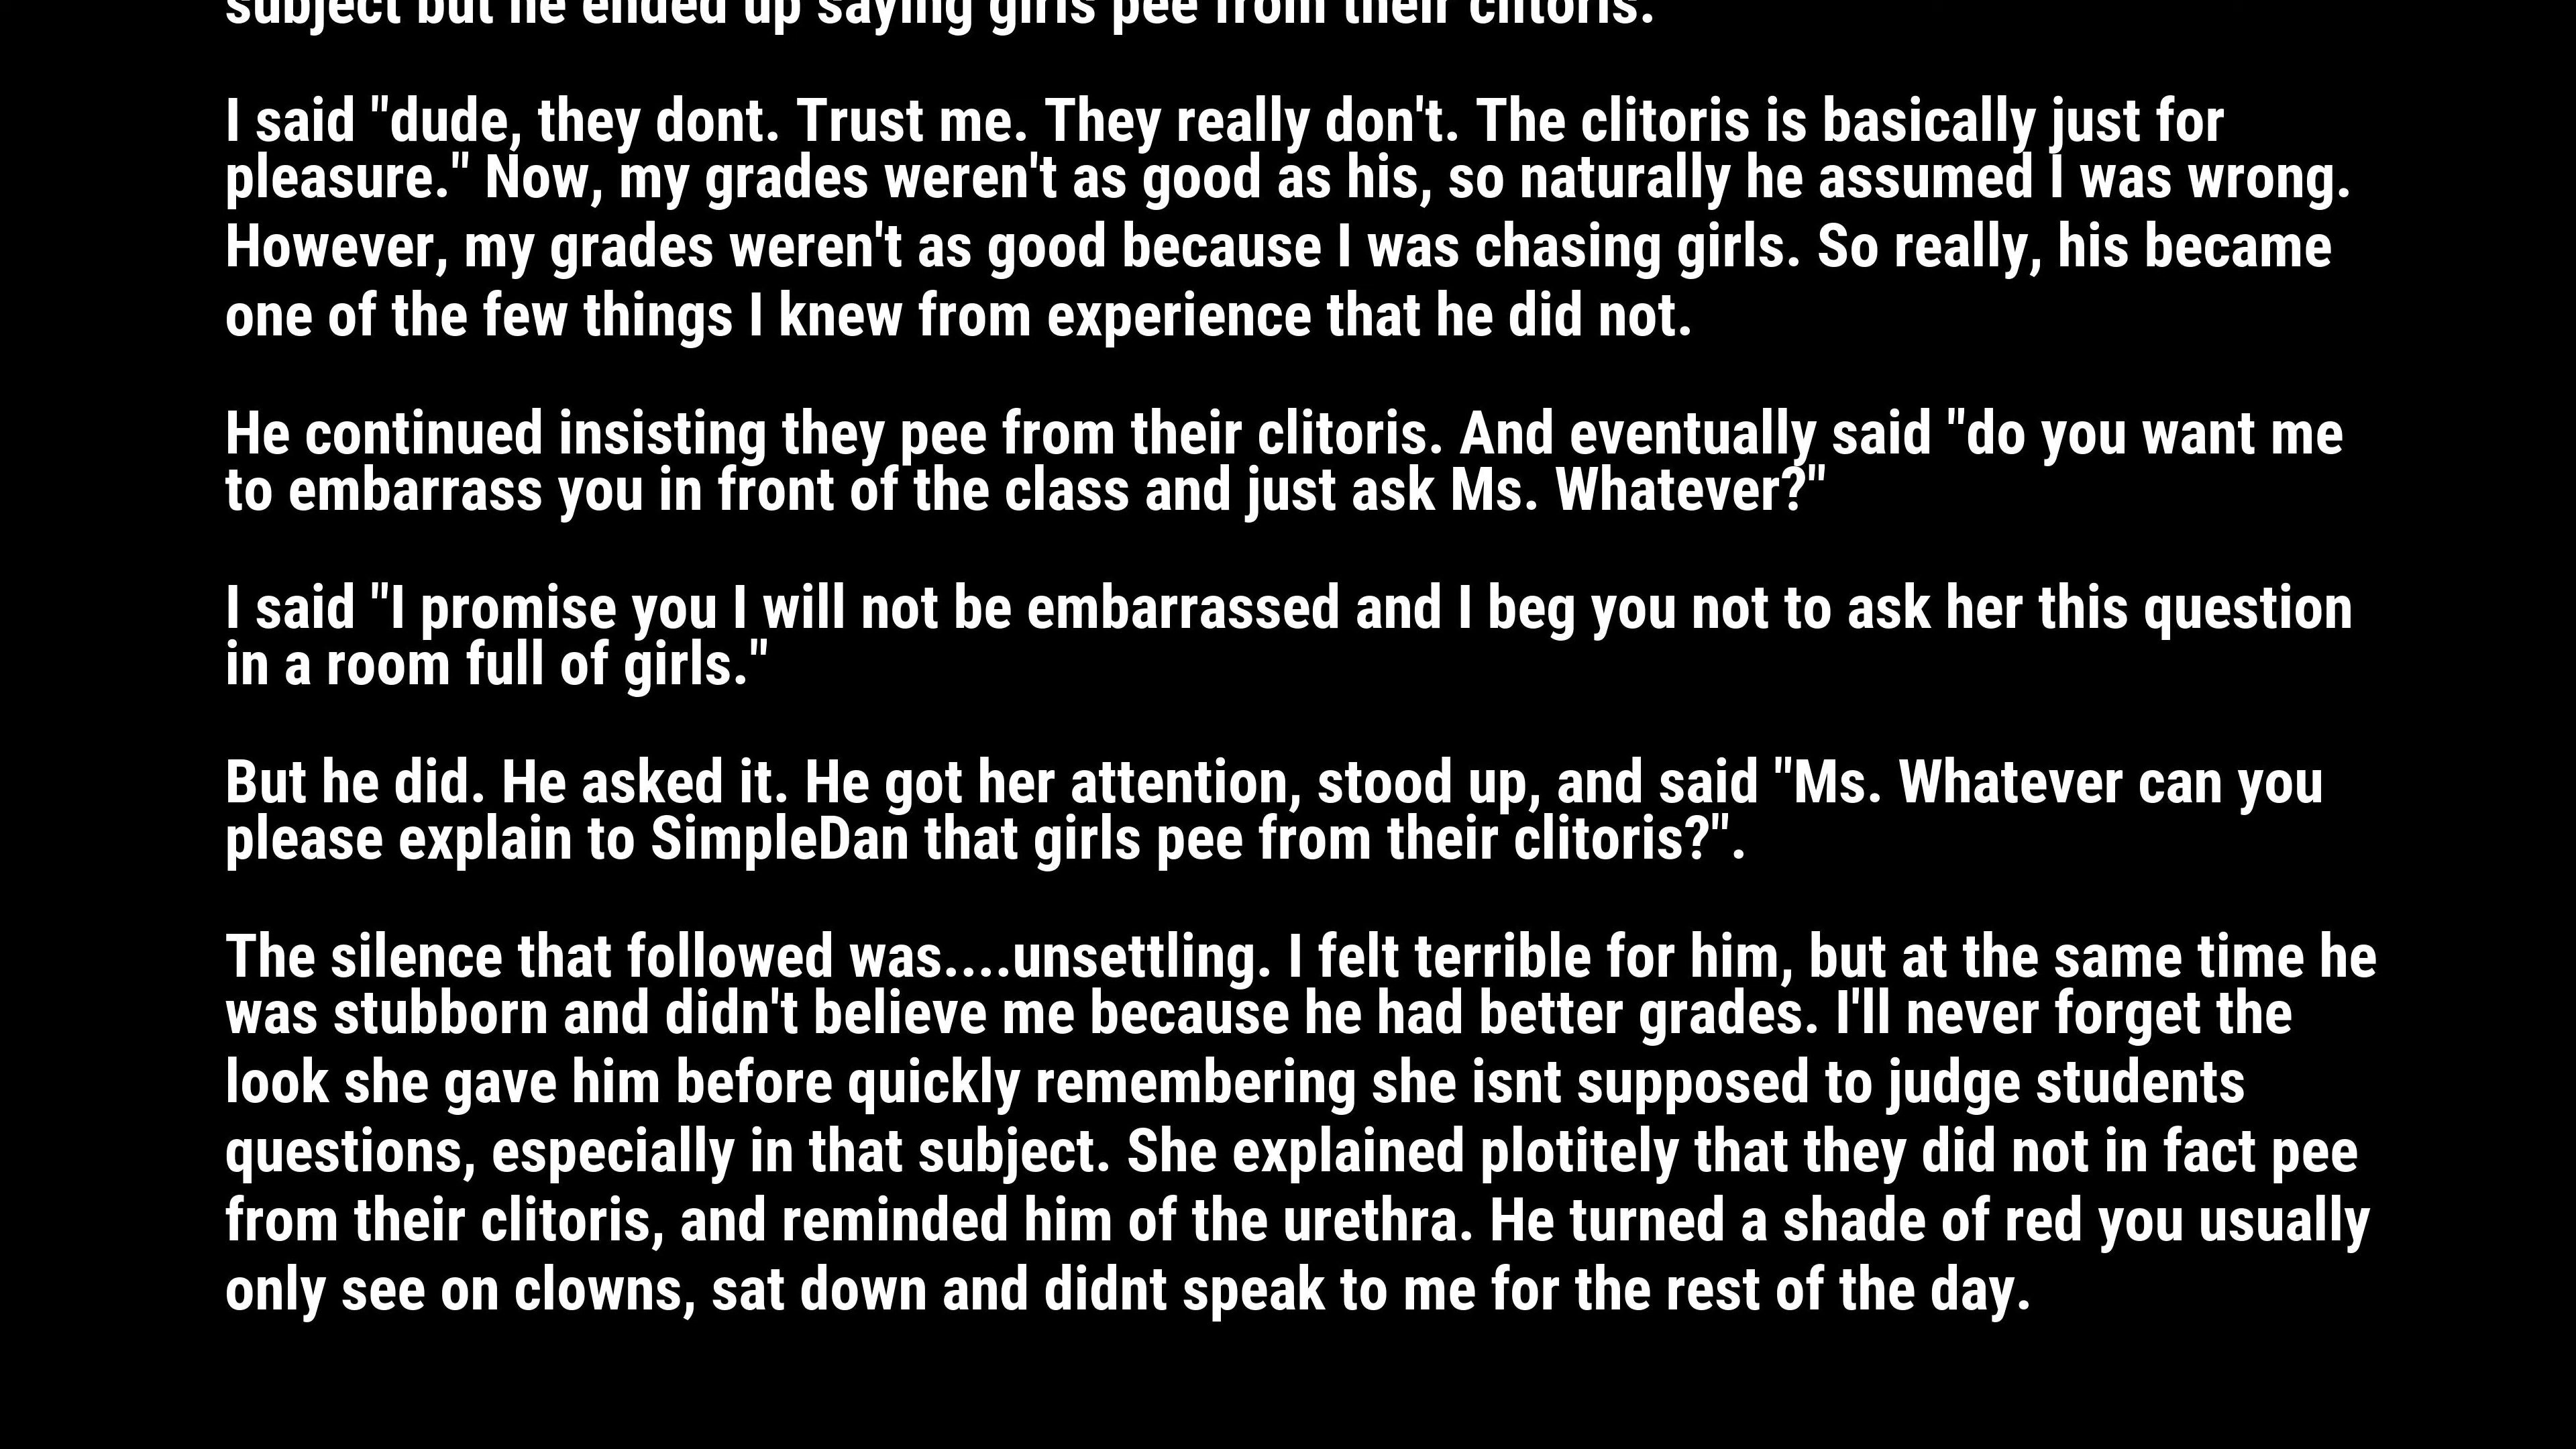 subject but he ended up saying girls pee from their clitoris.
I said "dude, they dont. Trust me. They really don't. The clitoris is basically just for
pleasure." Now, my grades weren't as good as his, so naturally he assumed I was wrong.
However, my grades weren't as good because I was chasing girls. So really, his became
one of the few things I knew from experience that he did not.
He continued insisting they pee from their clitoris. And eventually said "do you want me
to embarrass you in front of the class and just ask Ms. Whatever?"
I said "I promise you I will not be embarrassed and I beg you not to ask her this question
in a room full of girls."
But he did. He asked it. He got her attention, stood up, and said "Ms. Whatever can you
please explain to SimpleDan that girls pee from their clitoris?".
The silence that followed was....unsettling. I felt terrible for him, but at the same time he
was stubborn and didn't believe me because he had better grades. I'll never forget the
look she gave him before quickly remembering she isnt supposed to judge students
questions, especially in that subject. She explained plotitely that they did not in fact pee
from their clitoris, and reminded him of the urethra. He turned a shade of red you usually
only see on clowns, sat down and didnt speak to me for the rest of the day.